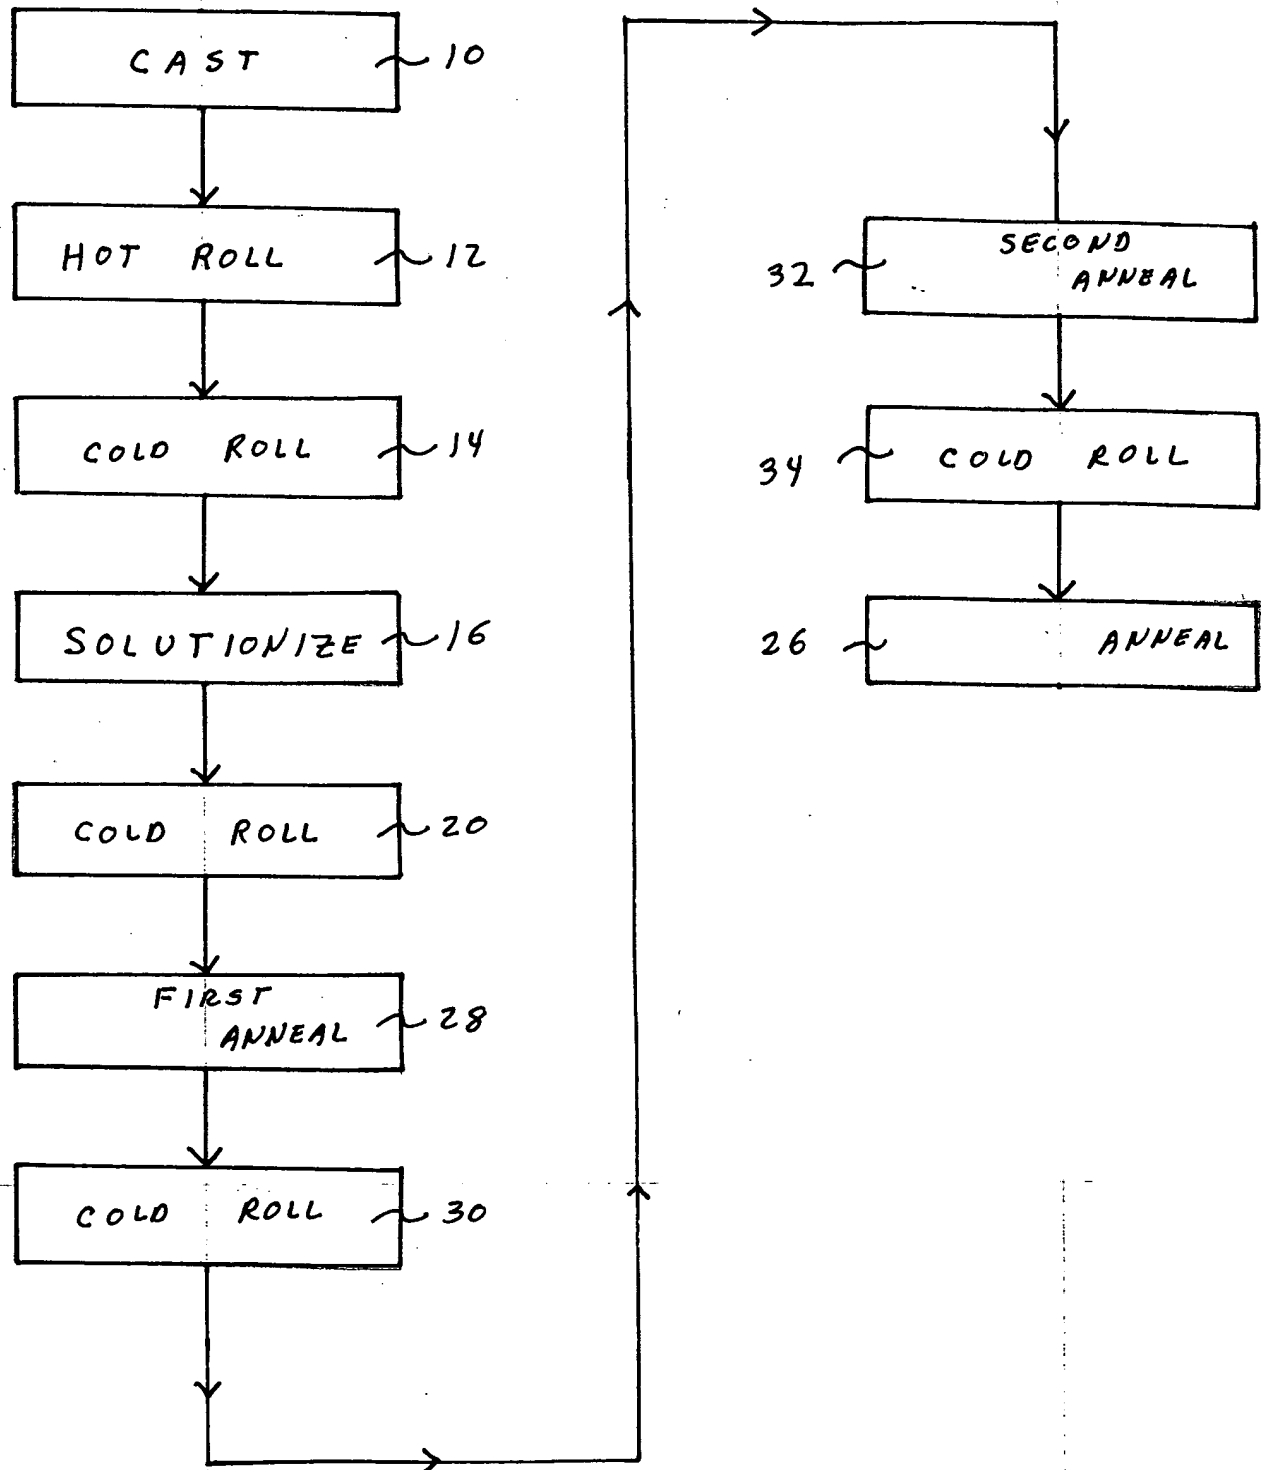 CAST 10
HOT ROLL 12
COLD ROLL 14
SOLUTIONIZE 16
COLD ROLL 20
FIRST
ANNEAL 28
COLD ROLL 30
SECOND
32 ANNEAL
34 COLD ROLL
26 ANNEAL